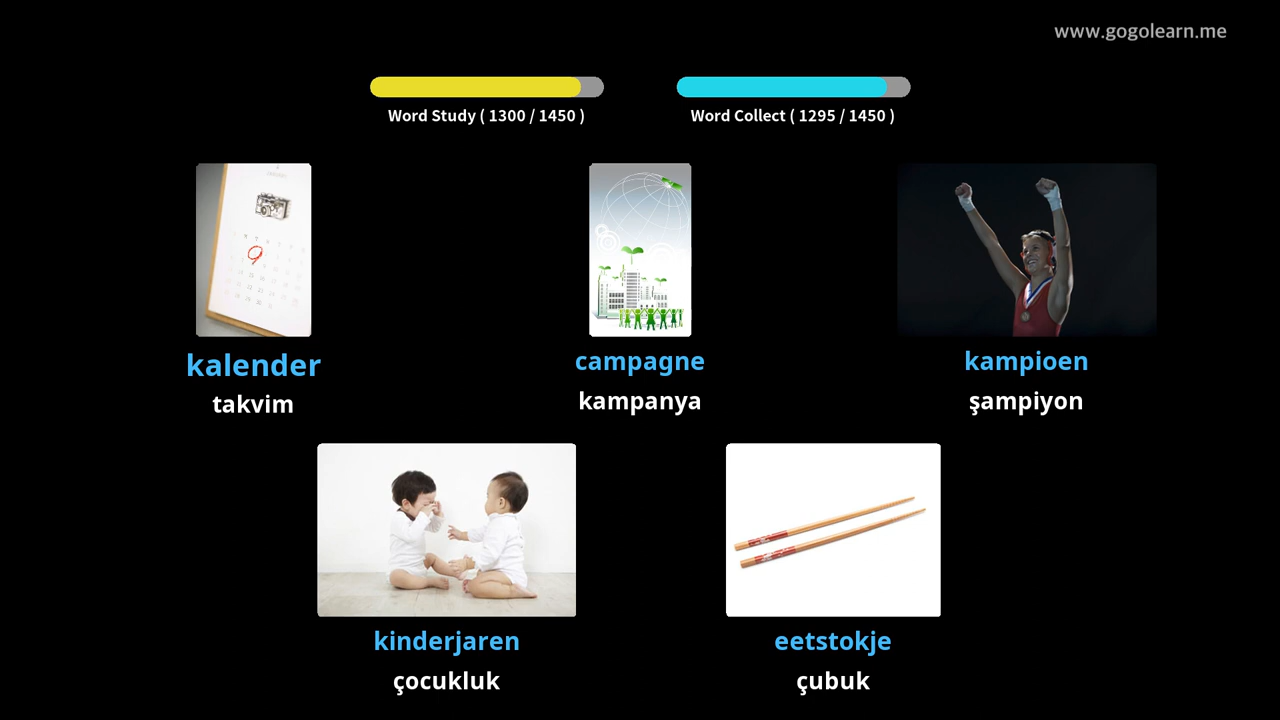 www.gogolearn.me
Word Study ( 1300 / 1450 )
Word Collect ( 1295 / 1450 )
kalender
takvim
campagne
kampanya
kampioen
şampiyon
kinderjaren
çocukluk
eetstokje
çubuk